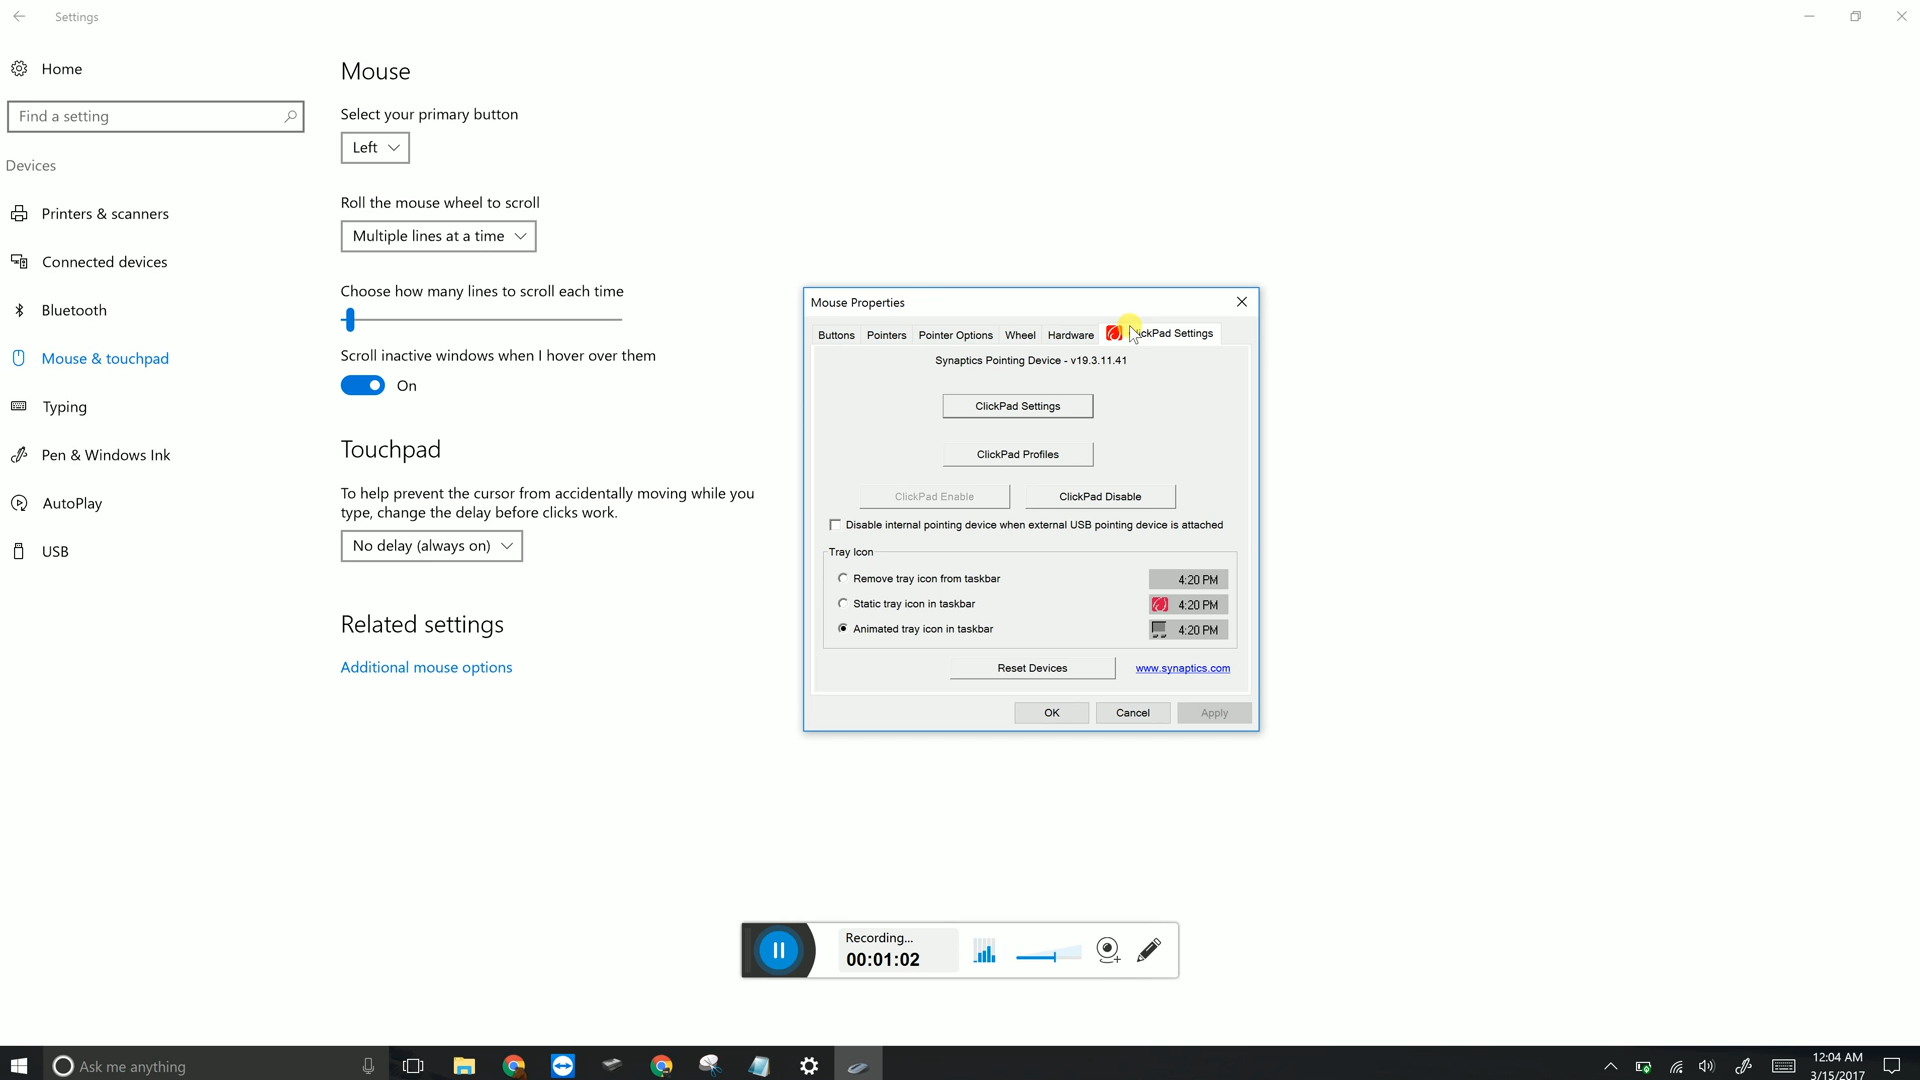 Settings
Home
Find a setting
Devices
Printers & scanners
Connected devices
Bluetooth
Mouse & touchpad
Typing
Pen & Windows Ink
AutoPlay
USB
Mouse
Select your primary button
Left
Roll the mouse wheel to scroll
Multiple lines at a time
Choose how many lines to scroll each time
Scroll inactive windows when I hover over them
On
Touchpad
To help prevent the cursor from accidentally moving while you
type, change the delay before clicks work.
No delay (always on)
Related settings
Additional mouse options
Mouse Properties
Buttons Pointers Pointer Options Wheel Hardware ickPad Settings
Synaptics Pointing Device - v19.3.11.41
ClickPad Settings
ClickPad Profiles
ClickPad Enable ClickPad Disable
Disable internal pointing device when external USB pointing device is attached
Tray Icon
Remove tray icon from taskbar 4:20 PM
Static tray icon in taskbar 4:20 PM
Animated tray icon in taskbar 4:20 PM
Reset Devices www.synaptics.com
OK Cancel Apply
Recording...
00:01:02
Ask me anything
12:04 AM
3/15/2017